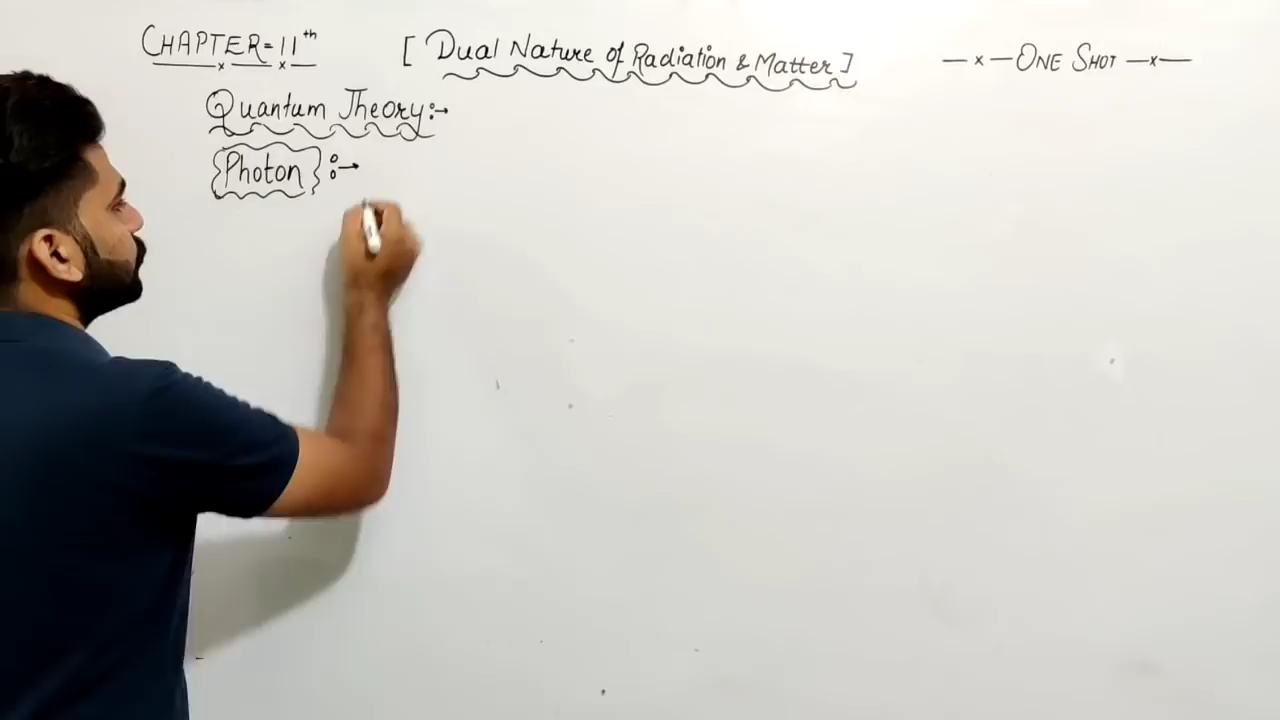 CHAPTER=11th [Dual Nature of Radiation & Matter] —x—ONE SHOT—x—
Quantum Theory:→
Photon :→